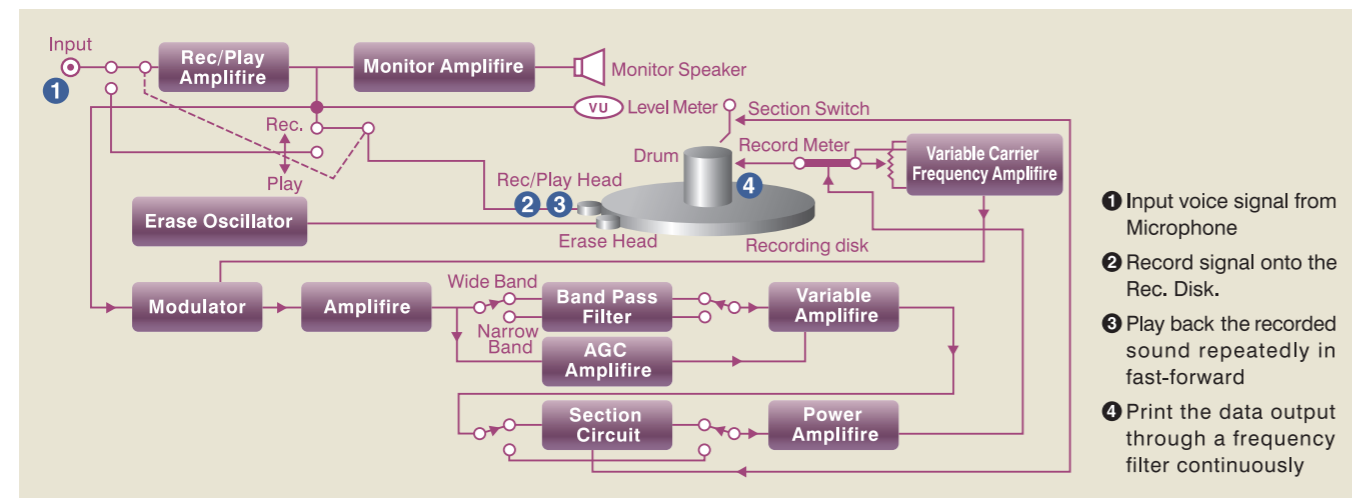 Input
1
Rec/Play
Amplifire
Monitor Amplifire
Monitor Speaker
VU
Level Meter
Section Switch
Rec.
Play
Drum
Record Meter
Variable Carrier
Frequency Amplifire
Rec/Play Head
2 3
4
Erase Oscillator
Erase Head
Recording disk
Modulator
Amplifire
Wide Band
Narrow
Band
Band Pass
Filter
AGC
Amplifire
Variable
Amplifire
Section
Circuit
Power
Amplifire
1 Input voice signal from
Microphone
2 Record signal onto the
Rec. Disk.
3 Play back the recorded
sound repeatedly in
fast-forward
4 Print the data output
through a frequency
filter continuously